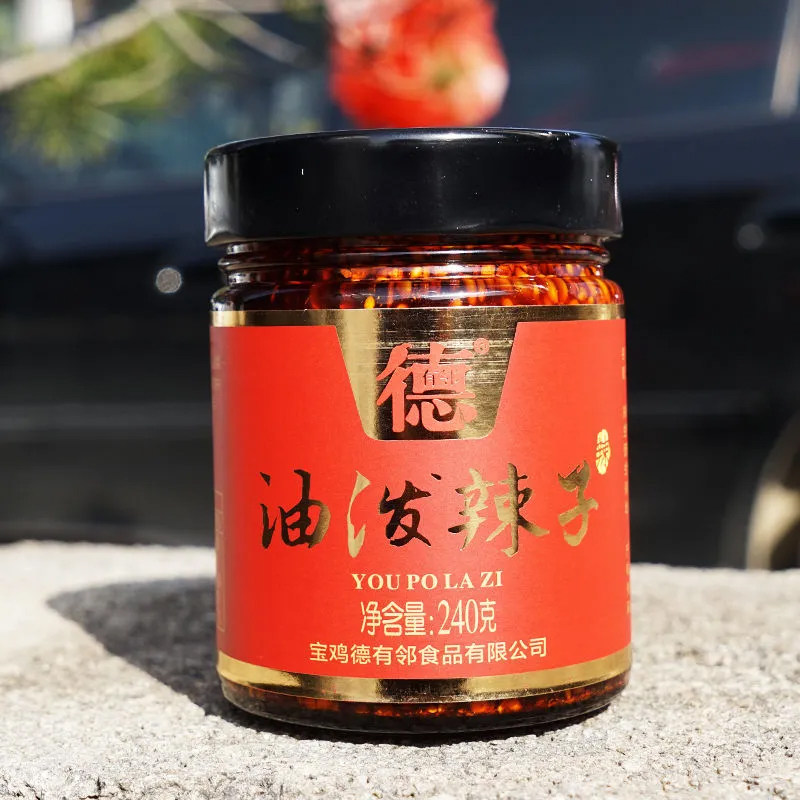 德
油泼辣子
YOU PO LA ZI
净含量:240克
宝鸡德有邻食品有限公司